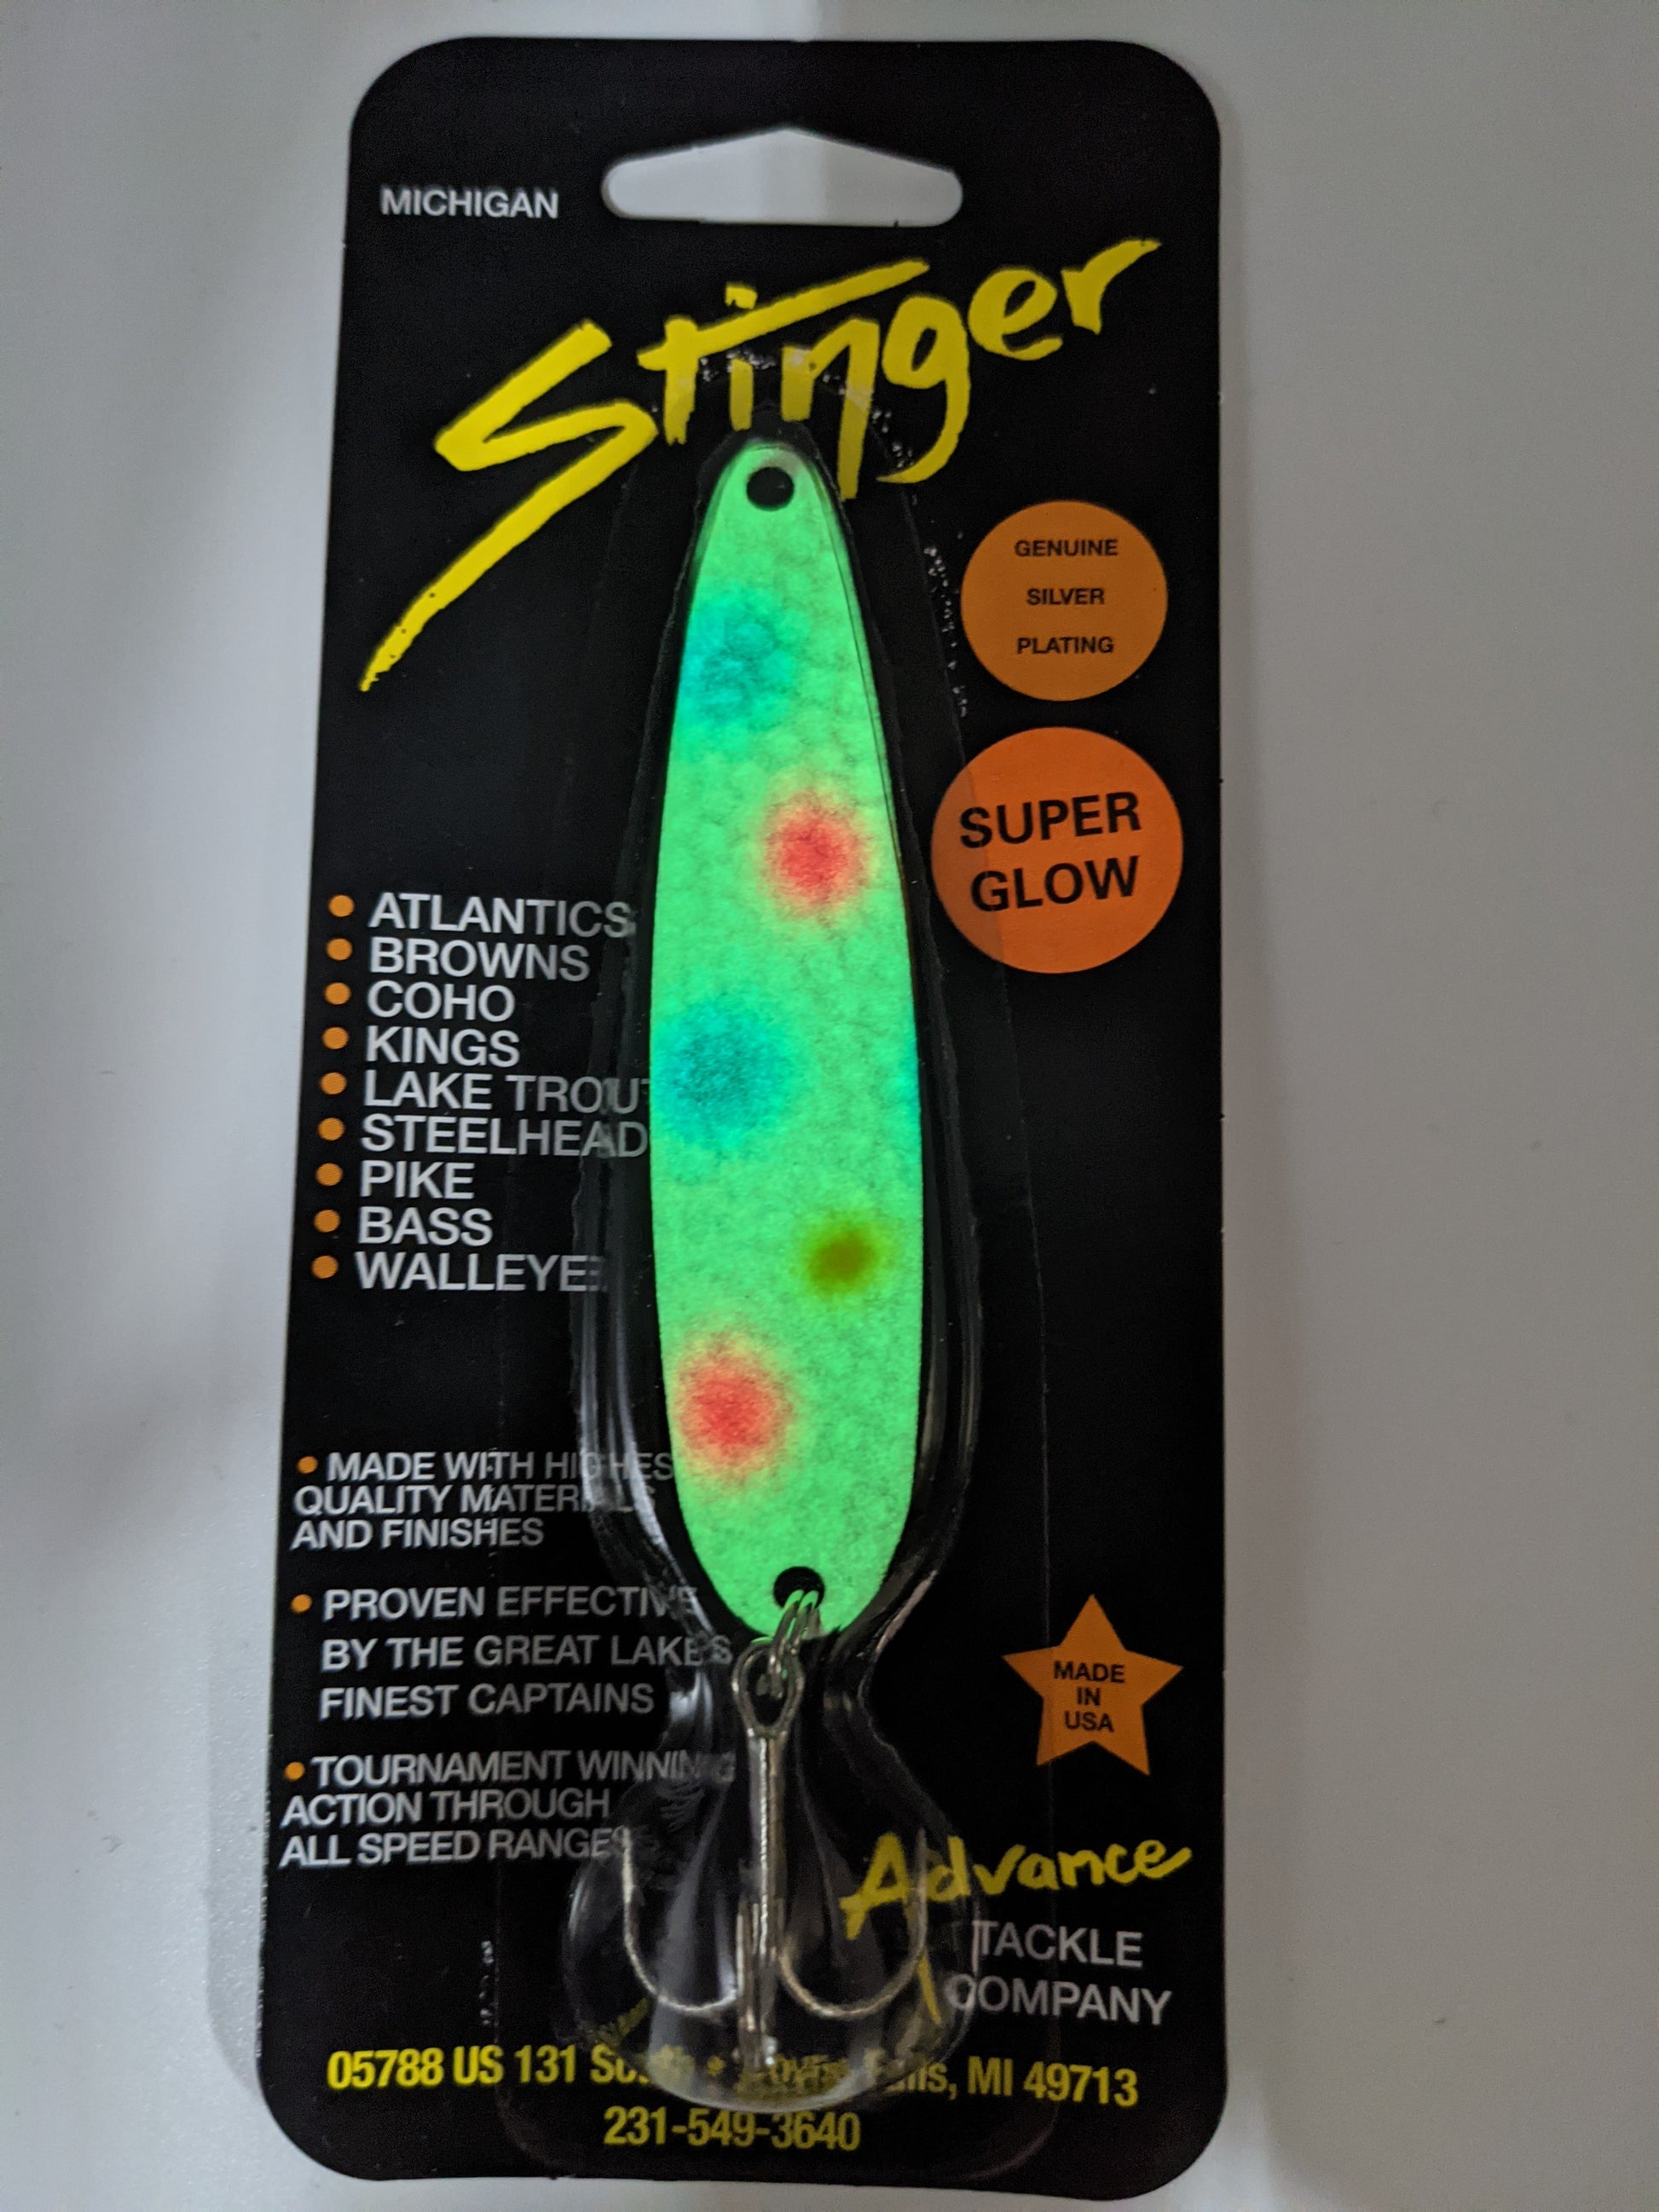 MICHIGAN
Stinger
GENUINE
SILVER
PLATING
SUPER
GLOW
ATLANTICS
BROWNS
COHO
KINGS
LAKE TROUT
STEELHEAD
PIKE
BASS
WALLEYE
• MADE WITH HIGHEST
QUALITY MATERIALS
AND FINISHES
• PROVEN EFFECTIVE
BY THE GREAT LAKES
FINEST CAPTAINS
• TOURNAMENT WINNING
ACTION THROUGH
ALL SPEED RANGES
MADE
IN
USA
Advance
TACKLE
COMPANY
05788 US 131 South • Falls, MI 49713
231-549-3640